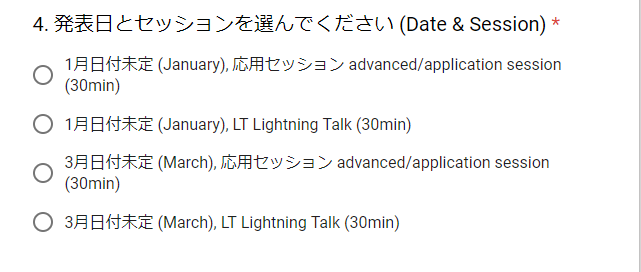 4. 発表日とセッションを選んでください (Date & Session) *
1月日付未定 (January), 応用セッション advanced/application session
(30min)
1月日付未定 (January), LT Lightning Talk (30min)
3月日付未定 (March), 応用セッション advanced/application session
(30min)
3月日付未定 (March), LT Lightning Talk (30min)